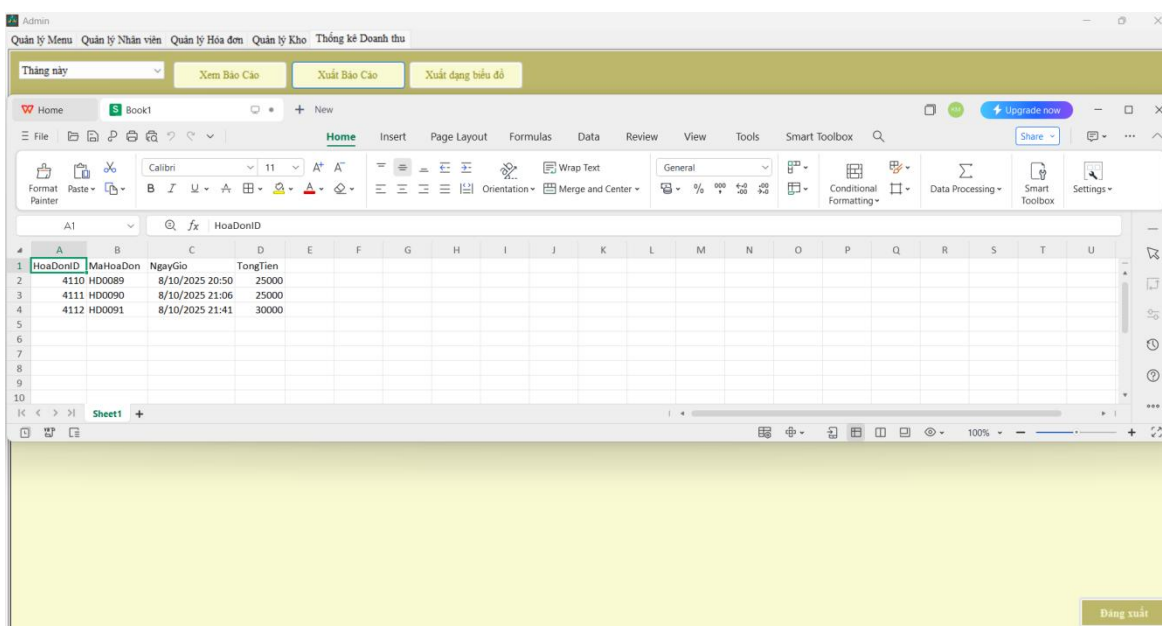 Admin
Quản lý Menu Quản lý Nhân viên Quản lý Hóa đơn Quản lý Kho Thống kê Doanh thu
Tháng này Xem Báo Cáo Xuất Báo Cáo Xuất dạng biểu đồ
Home S Book1 + New KM Upgrade now
File Home Insert Page Layout Formulas Data Review View Tools Smart Toolbox Share
Format Painter Paste Calibri 11 A+ A- Wrap Text General Σ
B I U A Orientation Merge and Center % 000 Conditional Formatting Data Processing Smart Toolbox Settings
A1 fx HoaDonID
A B C D E F G H I J K L M N O P Q R S T U
1 HoaDonID MaHoaDon NgayGio TongTien
2 4110 HD0089 8/10/2025 20:50 25000
3 4111 HD0090 8/10/2025 21:06 25000
4 4112 HD0091 8/10/2025 21:41 30000
5
6
7
8
9
10
Sheet1 +
100% - +
Đăng xuất